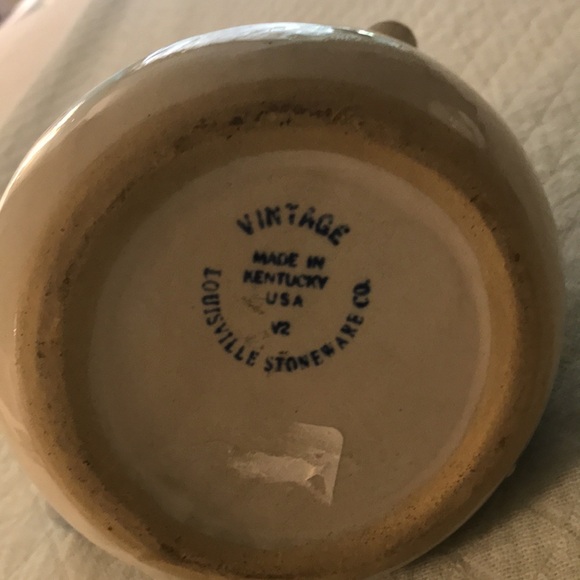 VINTAGE
MADE IN
KENTUCKY
USA
V2
LOUISVILLE STONEWARE CO.